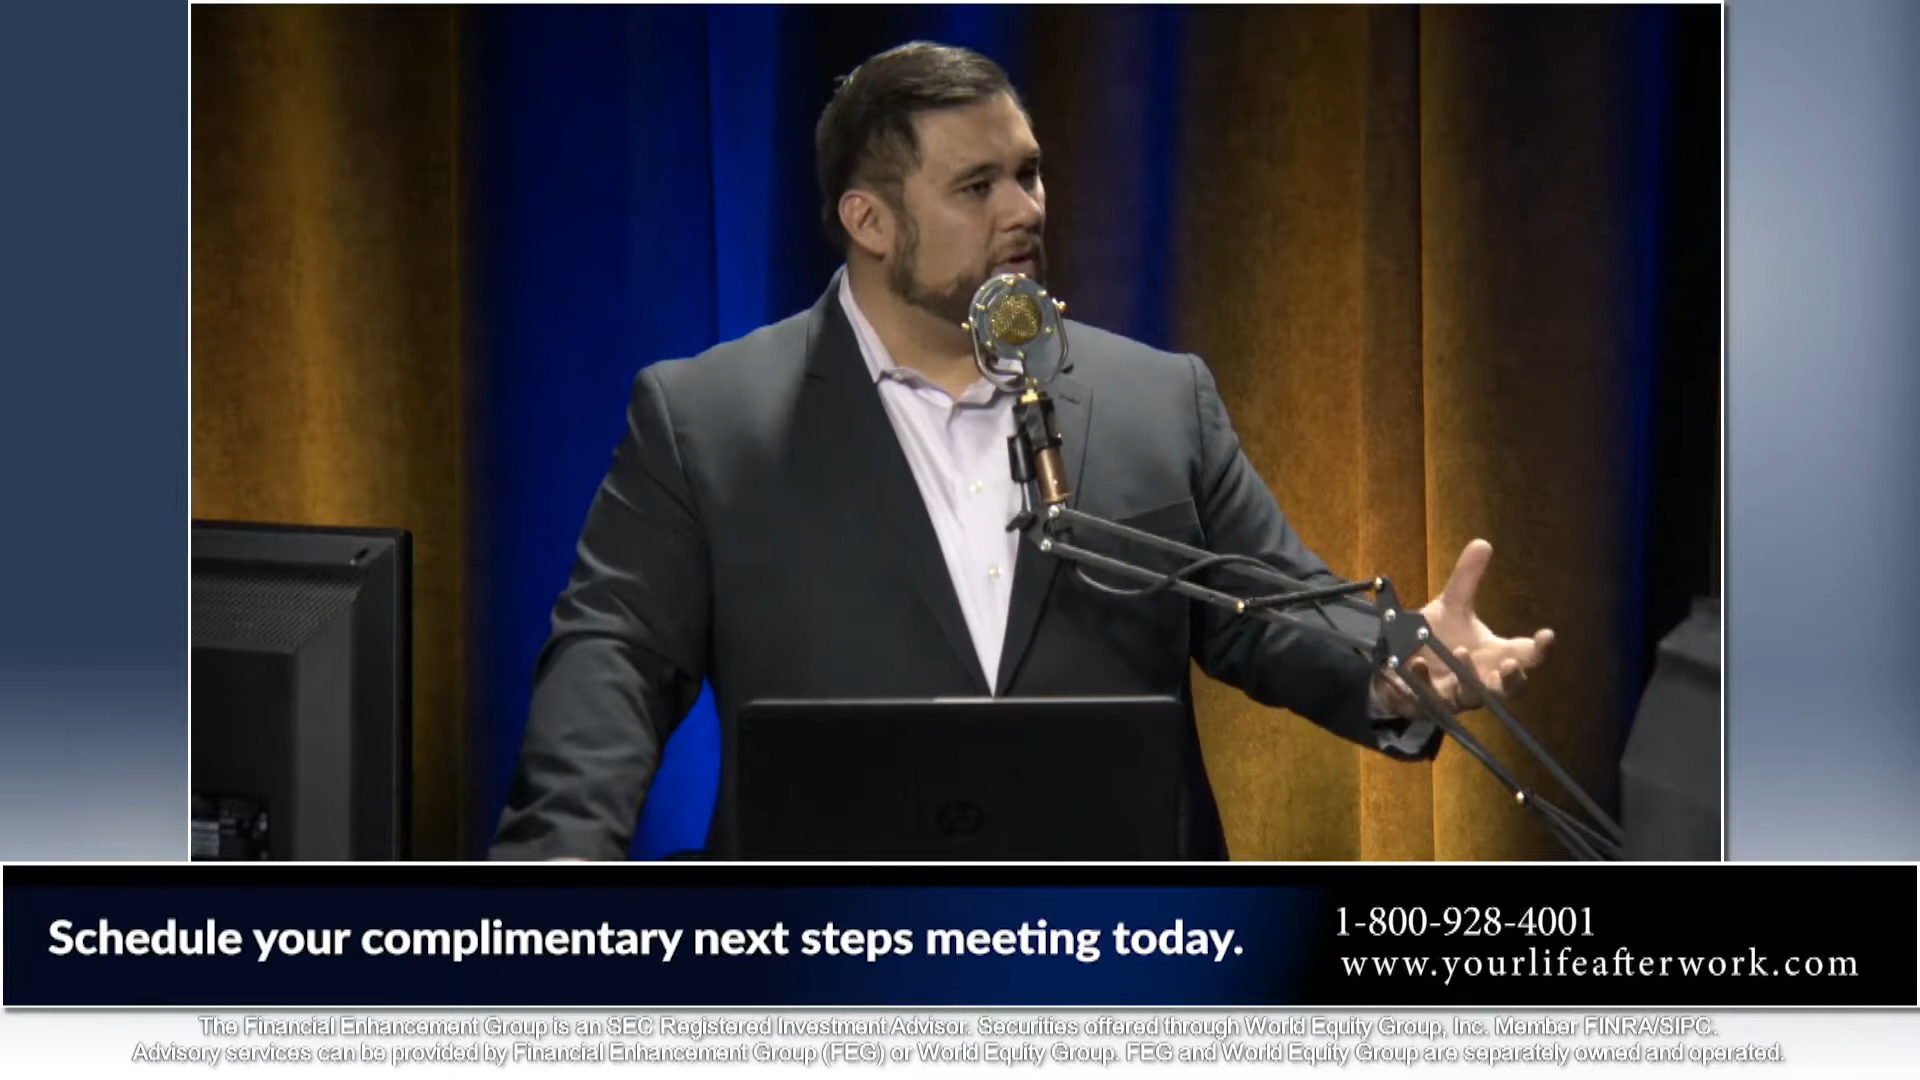 Schedule your complimentary next steps meeting today.
1-800-928-4001
www.yourlifeafterwork.com
The Financial Enhancement Group is an SEC Registered Investment Advisor. Securities offered through World Equity Group, Inc. Member FINRA/SIPC.
Advisory services can be provided by Financial Enhancement Group (FEG) or World Equity Group. FEG and World Equity Group are separately owned and operated.